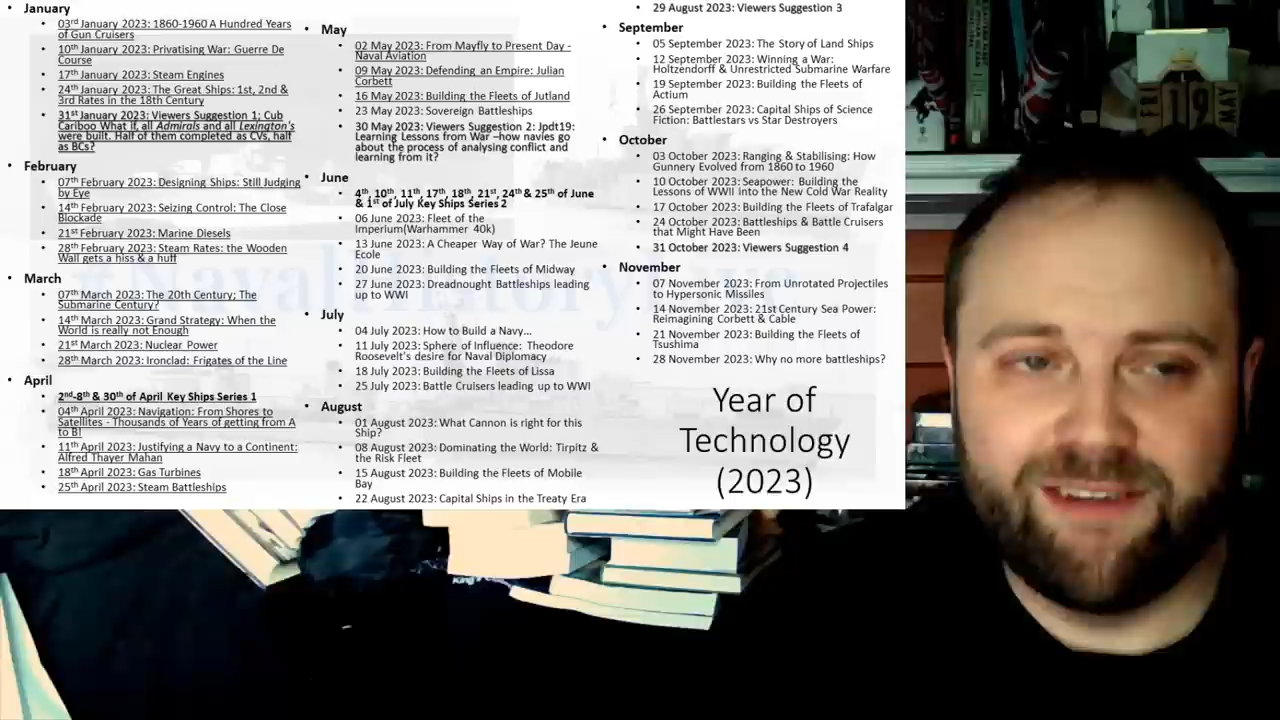 January
03rd January 2023: 1860-1960 A Hundred Years
of Gun Cruisers
10th January 2023: Privatising War: Guerre De
Course
17th January 2023: Steam Engines
24th January 2023: The Great Ships: 1st, 2nd &
3rd Rates in the 18th Century
31st January 2023: Viewers Suggestion 1; Cub
Cariboo What if, all Admirals and all Lexington's
were built. Half of them completed as CVs, half
as BCs?
February
07th February 2023: Designing Ships: Still Judging
by Eye
14th February 2023: Seizing Control: The Close
Blockade
21st February 2023: Marine Diesels
28th February 2023: Steam Rates: the Wooden
Wall gets a hiss & a huff
March
07th March 2023: The 20th Century; The
Submarine Century?
14th March 2023: Grand Strategy: When the
World is really not Enough
21st March 2023: Nuclear Power
28th March 2023: Ironclad: Frigates of the Line
April
2nd-8th & 30th of April Key Ships Series 1
04th April 2023: Navigation: From Shores to
Satellites - Thousands of Years of getting from A
to B!
11th April 2023: Justifying a Navy to a Continent:
Alfred Thayer Mahan
18th April 2023: Gas Turbines
25th April 2023: Steam Battleships
May
02 May 2023: From Mayfly to Present Day -
Naval Aviation
09 May 2023: Defending an Empire: Julian
Corbett
16 May 2023: Building the Fleets of Jutland
23 May 2023: Sovereign Battleships
30 May 2023: Viewers Suggestion 2: Jpdt19:
Learning Lessons from War –how navies go
about the process of analysing conflict and
learning from it?
June
4th, 10th, 11th, 17th 18th, 21st, 24th & 25th of June
& 1st of July Key Ships Series 2
06 June 2023: Fleet of the
Imperium(Warhammer 40k)
13 June 2023: A Cheaper Way of War? The Jeune
Ecole
20 June 2023: Building the Fleets of Midway
27 June 2023: Dreadnought Battleships leading
up to WWI
July
04 July 2023: How to Build a Navy...
11 July 2023: Sphere of Influence: Theodore
Roosevelt's desire for Naval Diplomacy
18 July 2023: Building the Fleets of Lissa
25 July 2023: Battle Cruisers leading up to WWI
August
01 August 2023: What Cannon is right for this
Ship?
08 August 2023: Dominating the World: Tirpitz &
the Risk Fleet
15 August 2023: Building the Fleets of Mobile
Bay
22 August 2023: Capital Ships in the Treaty Era
29 August 2023: Viewers Suggestion 3
September
05 September 2023: The Story of Land Ships
12 September 2023: Winning a War:
Holtzendorff & Unrestricted Submarine Warfare
19 September 2023: Building the Fleets of
Actium
26 September 2023: Capital Ships of Science
Fiction: Battlestars vs Star Destroyers
October
03 October 2023: Ranging & Stabilising: How
Gunnery Evolved from 1860 to 1960
10 October 2023: Seapower: Building the
Lessons of WWII into the New Cold War Reality
17 October 2023: Building the Fleets of Trafalgar
24 October 2023: Battleships & Battle Cruisers
that Might Have Been
31 October 2023: Viewers Suggestion 4
November
07 November 2023: From Unrotated Projectiles
to Hypersonic Missiles
14 November 2023: 21st Century Sea Power:
Reimagining Corbett & Cable
21 November 2023: Building the Fleets of
Tsushima
28 November 2023: Why no more battleships?
Year of
Technology
(2023)
FRI 19 MAY